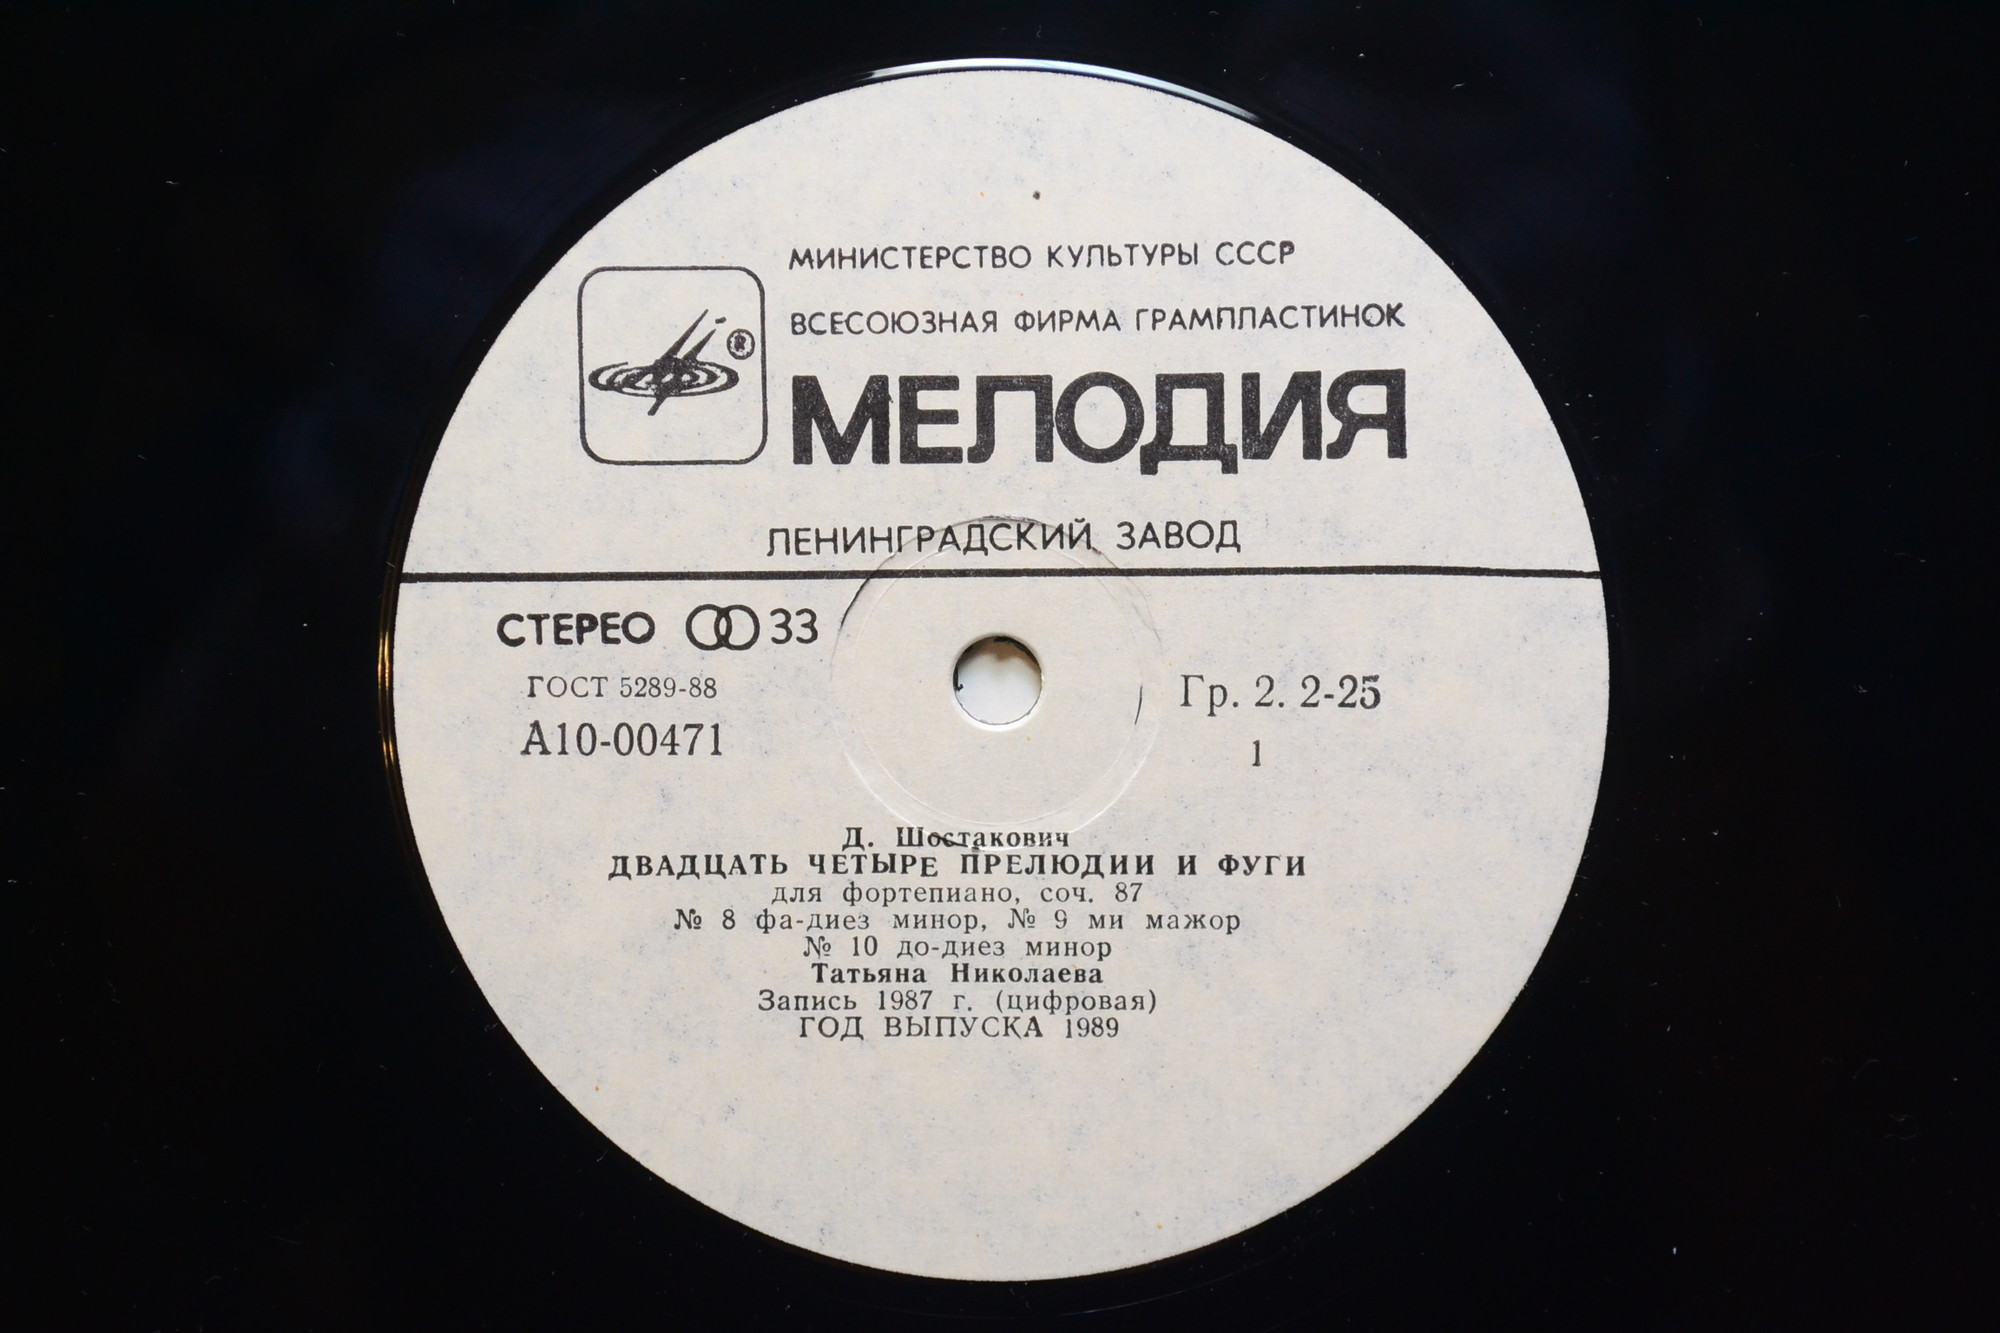 МИНИСТЕРСТВО КУЛЬТУРЫ СССР
ВСЕСОЮЗНАЯ ФИРМА ГРАМПЛАСТИНОК
®
МЕЛОДИЯ
ЛЕНИНГРАДСКИЙ ЗАВОД
СТЕРЕО 33
ГОСТ 5289-88
А10-00471
Гр. 2. 2-25
1
Д. Шостакович
ДВАДЦАТЬ ЧЕТЫРЕ ПРЕЛЮДИИ И ФУГИ
для фортепиано, соч. 87
№ 8 фа-диез минор, № 9 ми мажор
№ 10 до-диез минор
Татьяна Николаева
Запись 1987 г. (цифровая)
ГОД ВЫПУСКА 1989